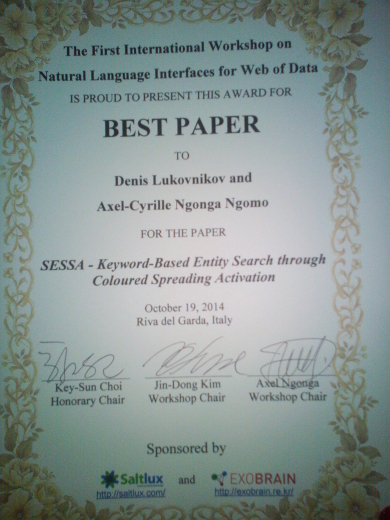 The First International Workshop on
Natural Language Interfaces for Web of Data
IS PROUD TO PRESENT THIS AWARD FOR
BEST PAPER
TO
Denis Lukovnikov and
Axel-Cyrille Ngonga Ngomo
FOR THE PAPER
SESSA - Keyword-Based Entity Search through
Coloured Spreading Activation
October 19, 2014
Riva del Garda, Italy
Key-Sun Choi Jin-Dong Kim Axel Ngonga
Honorary Chair Workshop Chair Workshop Chair
Sponsored by
Saltlux and EXOBRAIN
http://saltlux.com/ http://exobrain.re.kr/